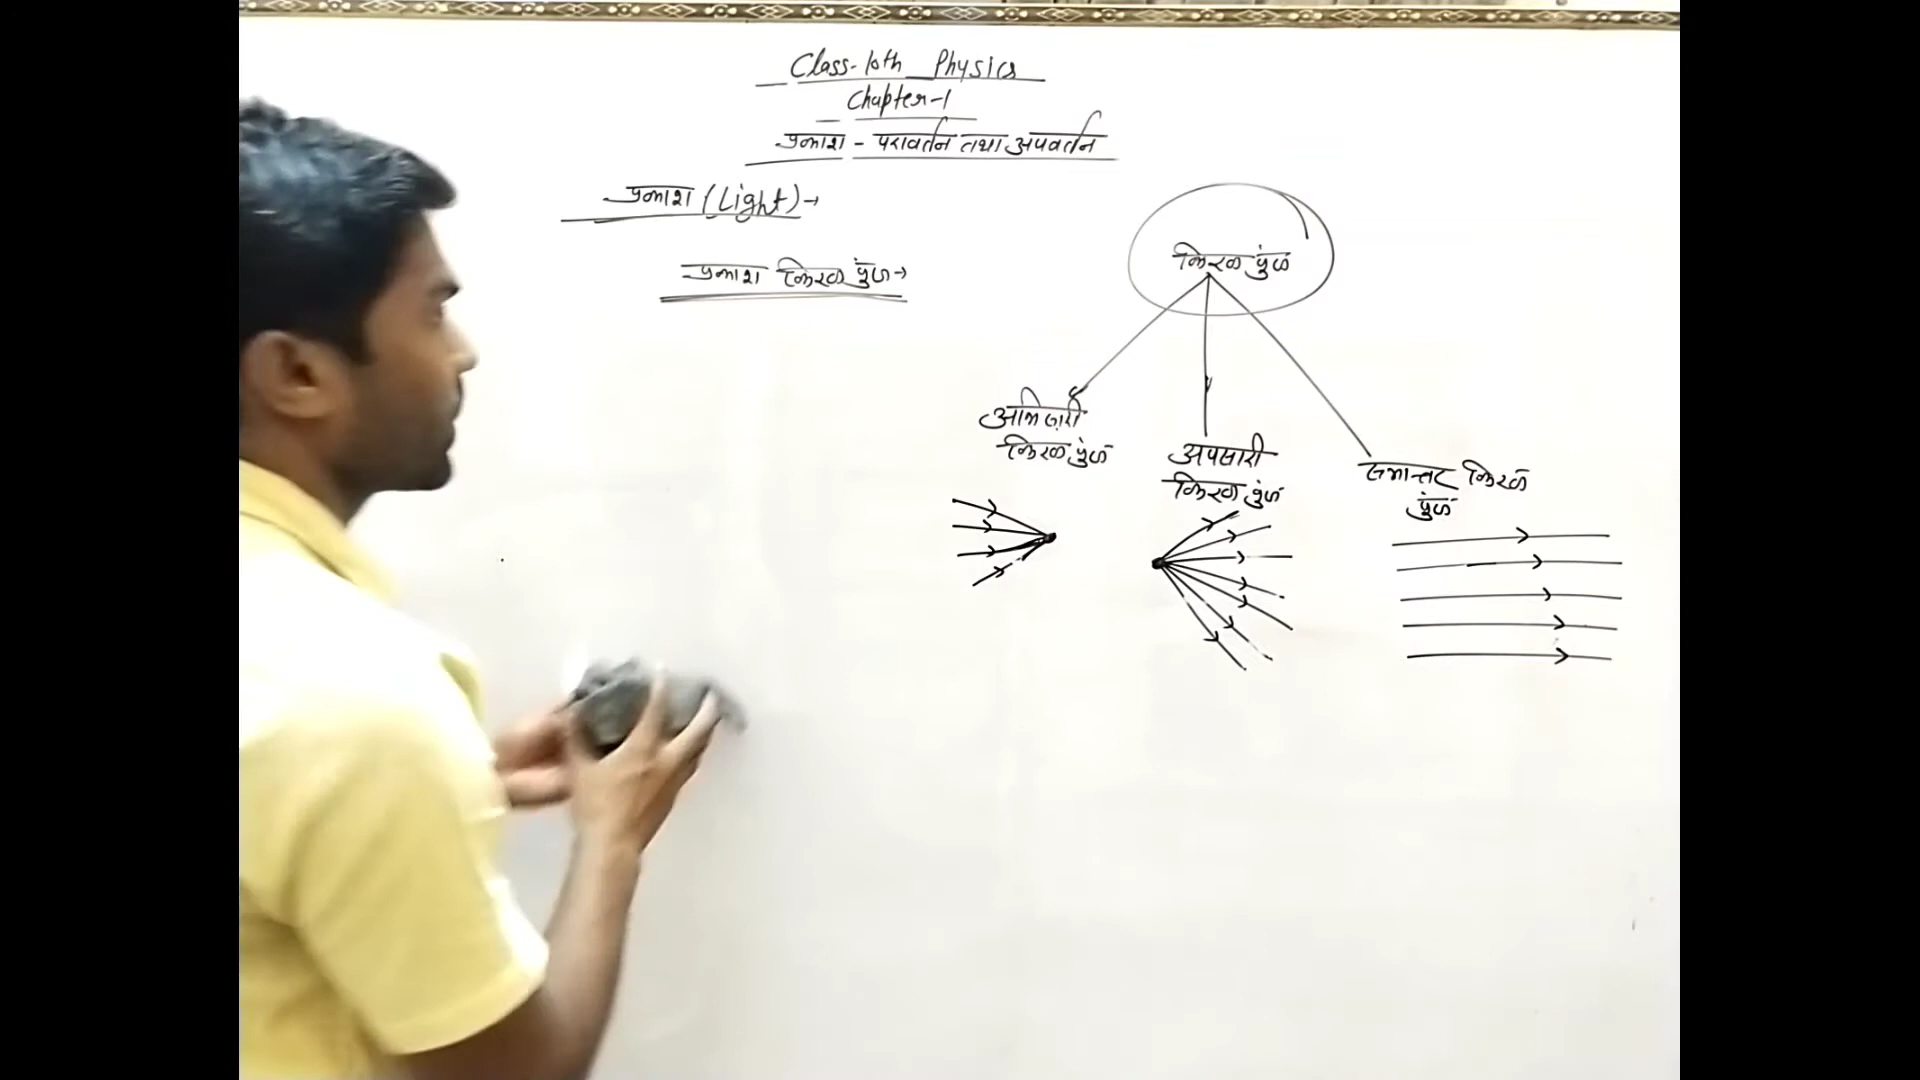 Class-10th Physics
Chapter-1
प्रकाश - परावर्तन तथा अपवर्तन
प्रकाश (Light)→
प्रकाश किरण पुंज→
किरण पुंज
अभिसारी
किरण पुंज
अपसारी
किरण पुंज
समान्तर किरण
पुंज